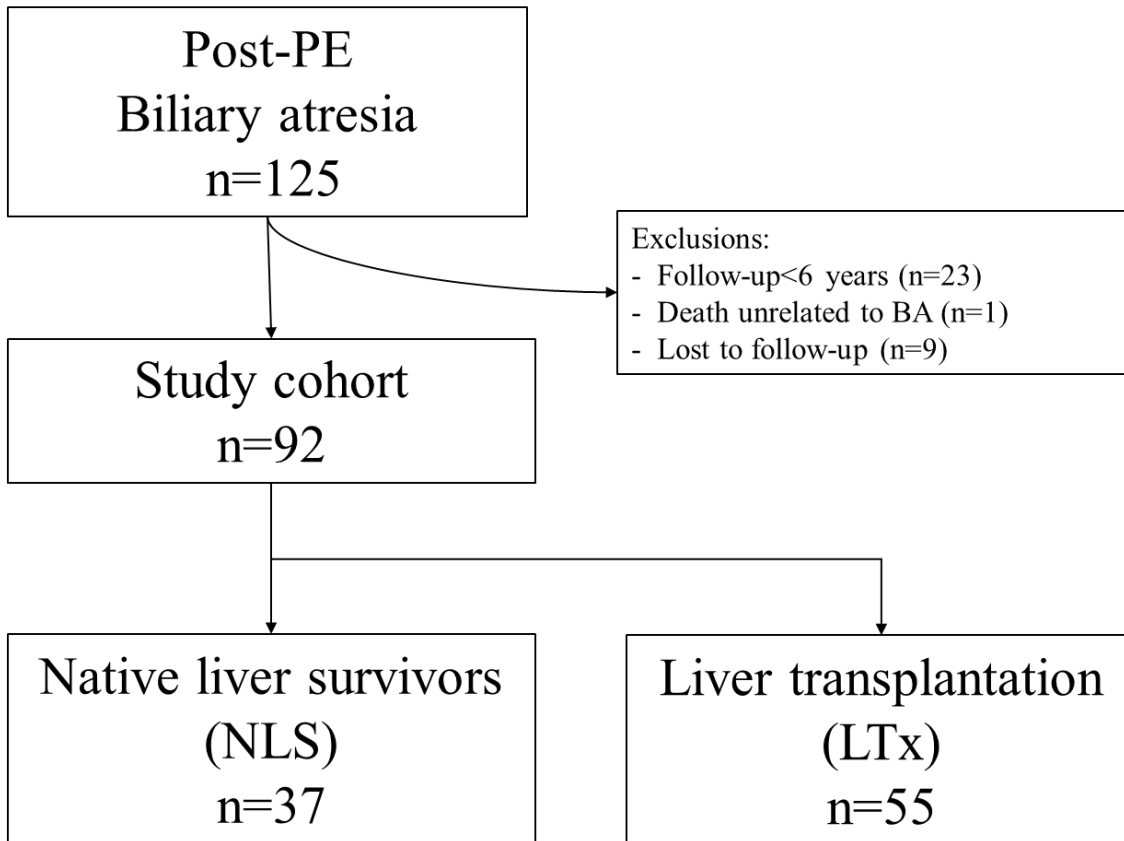 Post-PE
Biliary atresia
n=125
Exclusions:
- Follow-up<6 years (n=23)
- Death unrelated to BA (n=1)
- Lost to follow-up (n=9)
Study cohort
n=92
Native liver survivors
(NLS)
n=37
Liver transplantation
(LTx)
n=55